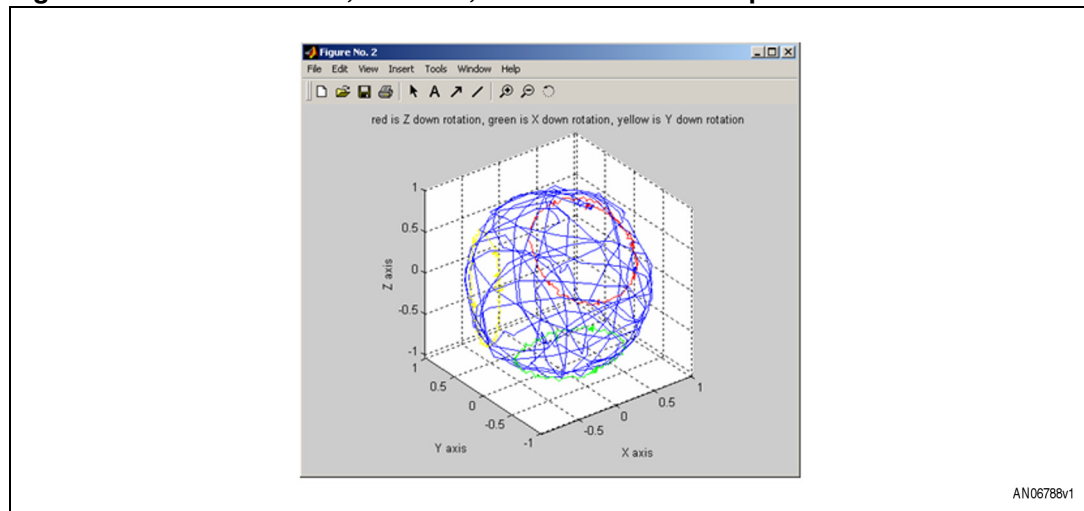 Figure No. 2
File Edit View Insert Tools Window Help
A
red is Z down rotation, green is X down rotation, yellow is Y down rotation
1
0.5
0
-0.5
-1
Z axis
1
0.5
0
-0.5
-1
Y axis
-0.5
0
0.5
1
X axis
AN06788v1